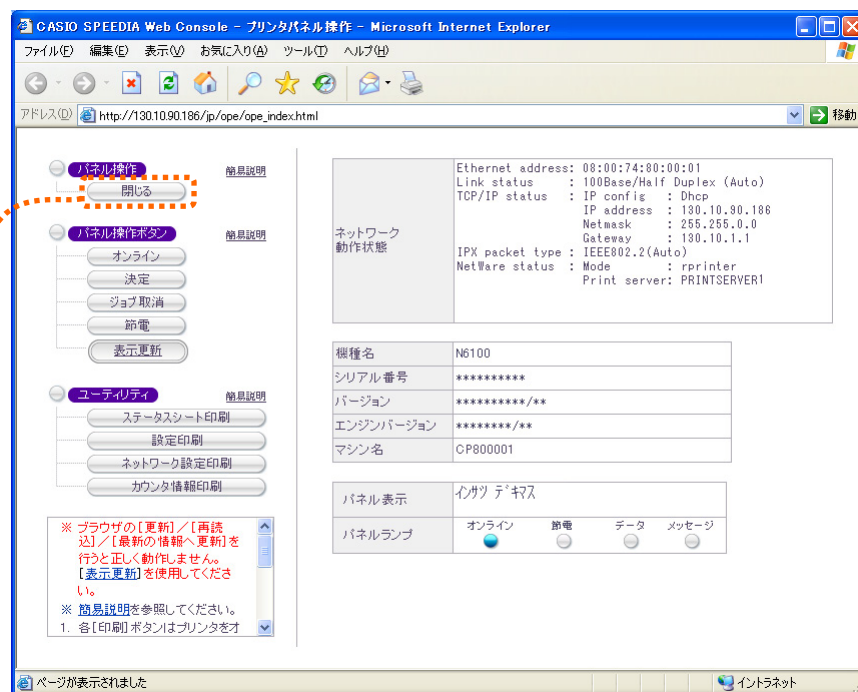 CASIO SPEEDIA Web Console - プリンタパネル操作 - Microsoft Internet Explorer
ファイル(F) 編集(E) 表示(V) お気に入り(A) ツール(T) ヘルプ(H)
アドレス(D) http://130.10.90.186/jp/ope/ope_index.html 移動
パネル操作 簡易説明
閉じる
パネル操作ボタン 簡易説明
オンライン
決定
ジョブ取消
節電
表示更新
ユーティリティ 簡易説明
ステータスシート印刷
設定印刷
ネットワーク設定印刷
カウンタ情報印刷
※ ブラウザの[更新]/[再読
込]/[最新の情報へ更新]を
行うと正しく動作しません。
[表示更新]を使用してくださ
い。
※ 簡易説明を参照してください。
1. 各[印刷]ボタンはプリンタをオ
ネットワーク
動作状態
Ethernet address: 08:00:74:80:00:01
Link status : 100Base/Half Duplex (Auto)
TCP/IP status : IP config : Dhcp
IP address : 130.10.90.186
Netmask : 255.255.0.0
Gateway : 130.10.1.1
IPX packet type : IEEE802.2(Auto)
NetWare status : Mode : rprinter
Print server: PRINTSERVER1
機種名 N6100
シリアル番号 **********
バージョン **********/**
エンジンバージョン ********/**
マシン名 CP800001
パネル表示 インサツ デキマス
パネルランプ オンライン 節電 データ メッセージ
ページが表示されました イントラネット